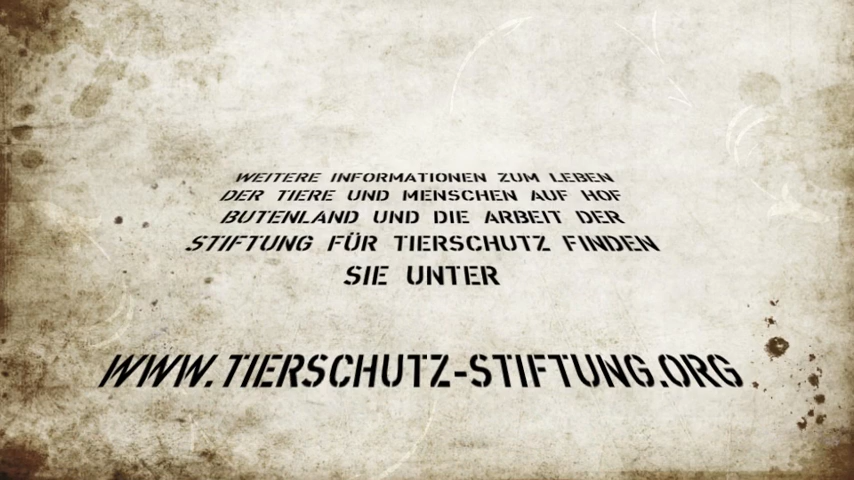 WEITERE INFORMATIONEN ZUM LEBEN
DER TIERE UND MENSCHEN AUF HOF
BUTENLAND UND DIE ARBEIT DER
STIFTUNG FÜR TIERSCHUTZ FINDEN
SIE UNTER
WWW.TIERSCHUTZ-STIFTUNG.ORG